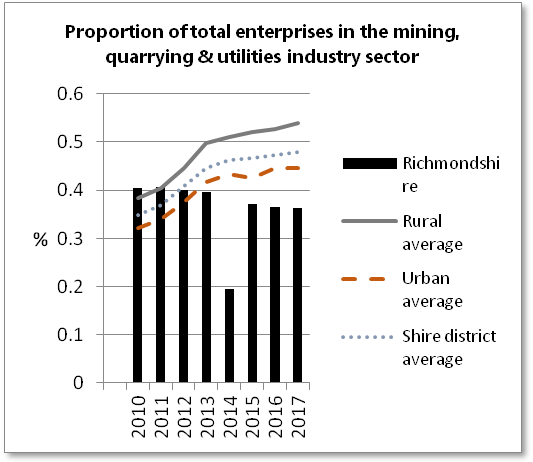 Proportion of total enterprises in the mining,
quarrying & utilities industry sector
0.6
0.5
0.4
0.3
0.2
0.1
0
%
2010
2011
2012
2013
2014
2015
2016
2017
Richmondshi
re
Rural
average
Urban
average
Shire district
average